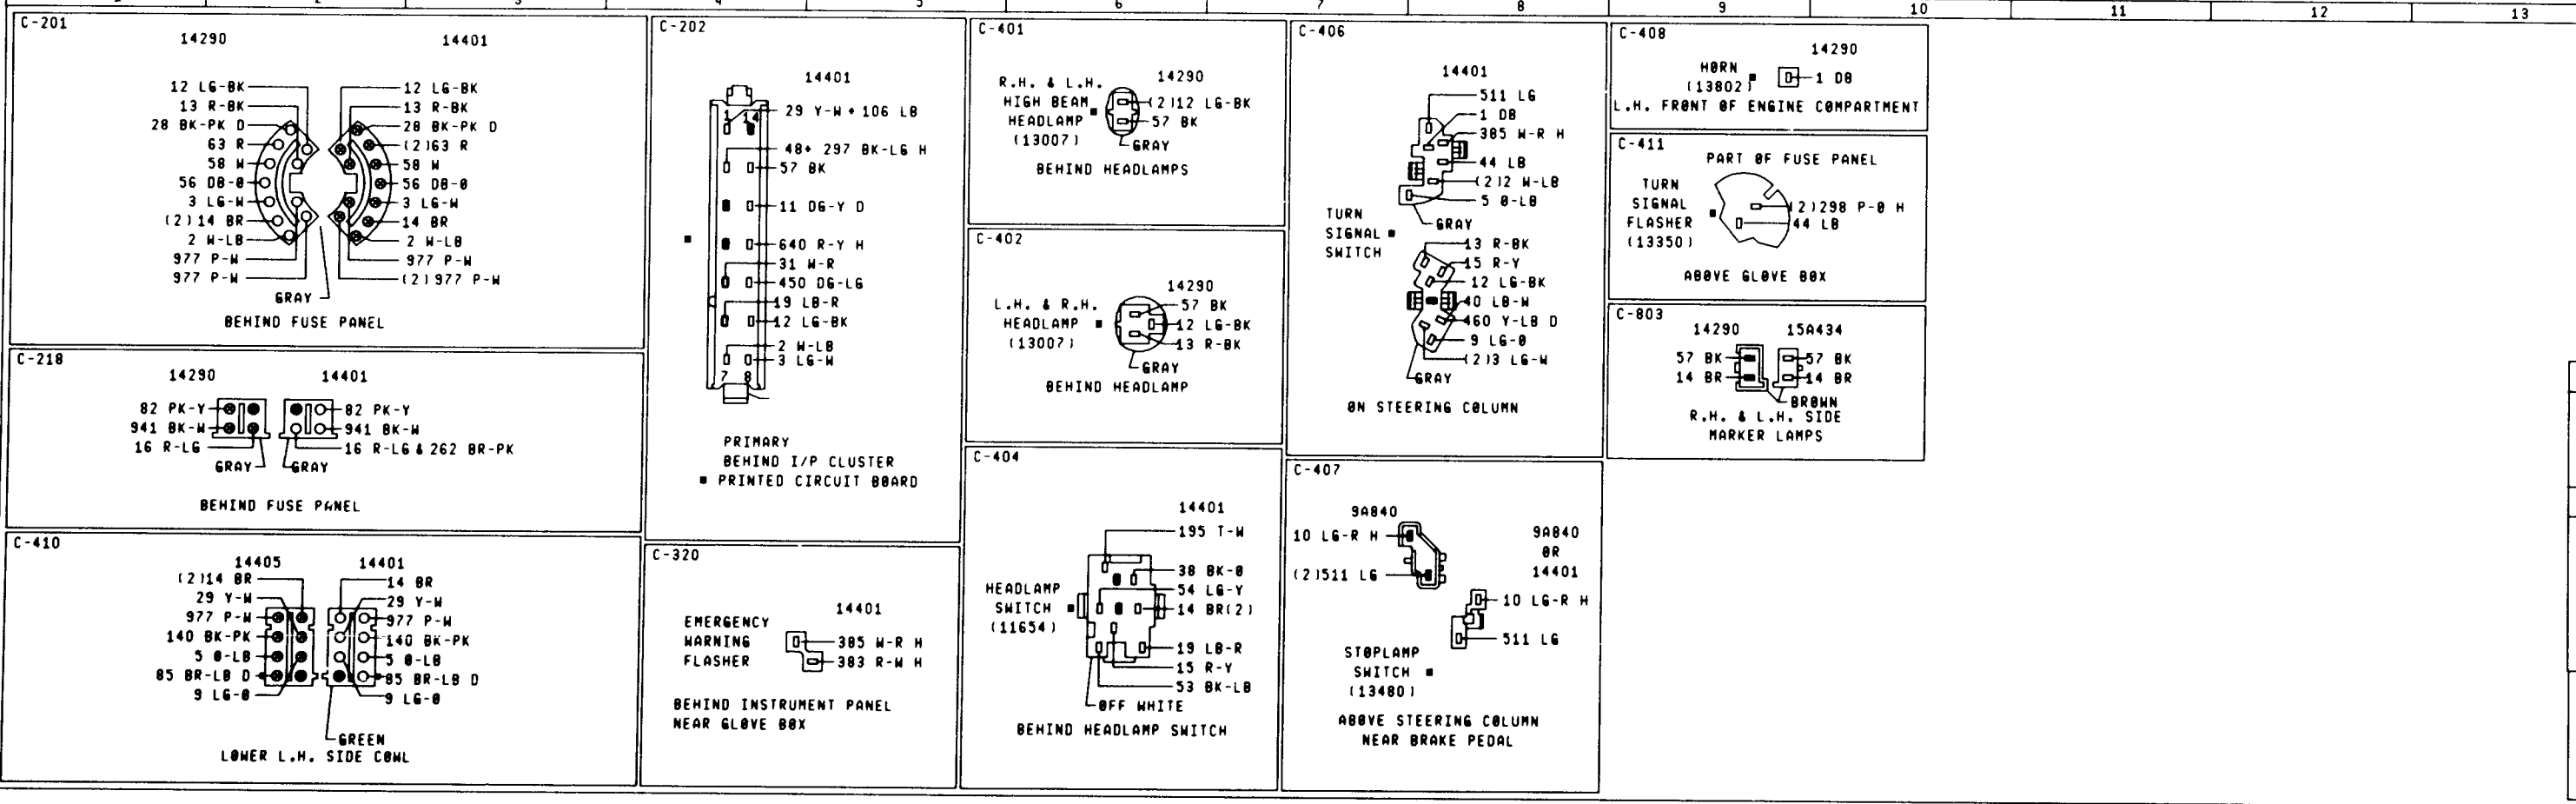 4 5 6 7 8 9 10 11 12 13
C-201
14290 14401
12 LG-BK 12 LG-BK
13 R-BK 13 R-BK
28 BK-PK D 28 BK-PK D
63 R (2)63 R
58 W 58 W
56 DB-O 56 DB-O
3 LG-W 3 LG-W
(2)14 BR 14 BR
2 W-LB 2 W-LB
977 P-W 977 P-W
977 P-W (2)977 P-W
GRAY
BEHIND FUSE PANEL
C-218
14290 14401
82 PK-Y 82 PK-Y
941 BK-W 941 BK-W
16 R-LG 16 R-LG & 262 BR-PK
GRAY GRAY
BEHIND FUSE PANEL
C-410
14405 14401
(2)14 BR 14 BR
29 Y-W 29 Y-W
977 P-W 977 P-W
140 BK-PK 140 BK-PK
5 O-LB 5 O-LB
85 BR-LB D 85 BR-LB D
9 LG-O 9 LG-O
GREEN
LOWER L.H. SIDE COWL
C-202
14401
1 14
29 Y-W + 106 LB
48+ 297 BK-LG H
57 BK
11 DG-Y D
640 R-Y H
31 W-R
450 DG-LG
19 LB-R
12 LG-BK
2 W-LB
3 LG-W
7 8
PRIMARY
BEHIND I/P CLUSTER
■ PRINTED CIRCUIT BOARD
C-320
14401
EMERGENCY
WARNING
FLASHER
385 W-R H
383 R-W H
BEHIND INSTRUMENT PANEL
NEAR GLOVE BOX
C-401
R.H. & L.H.
HIGH BEAM
HEADLAMP
(13007)
14290
(2)12 LG-BK
57 BK
GRAY
BEHIND HEADLAMPS
C-402
L.H. & R.H.
HEADLAMP
(13007)
14290
57 BK
12 LG-BK
13 R-BK
GRAY
BEHIND HEADLAMP
C-404
14401
195 T-W
HEADLAMP
SWITCH
(11654)
38 BK-O
54 LG-Y
14 BR(2)
19 LB-R
15 R-Y
53 BK-LB
OFF WHITE
BEHIND HEADLAMP SWITCH
C-406
14401
511 LG
1 DB
385 W-R H
44 LB
(2)2 W-LB
5 O-LB
GRAY
TURN
SIGNAL
SWITCH
13 R-BK
15 R-Y
12 LG-BK
40 LB-W
460 Y-LB D
9 LG-O
(2)3 LG-W
GRAY
ON STEERING COLUMN
C-407
9A840
10 LG-R H
(2)511 LG
9A840
OR
14401
10 LG-R H
511 LG
STOPLAMP
SWITCH
(13480)
ABOVE STEERING COLUMN
NEAR BRAKE PEDAL
C-408
14290
HORN
(13802)
1 DB
L.H. FRONT OF ENGINE COMPARTMENT
C-411
PART OF FUSE PANEL
TURN
SIGNAL
FLASHER
(13350)
(2)298 P-O H
44 LB
ABOVE GLOVE BOX
C-803
14290 15A434
57 BK 57 BK
14 BR 14 BR
BROWN
R.H. & L.H. SIDE
MARKER LAMPS